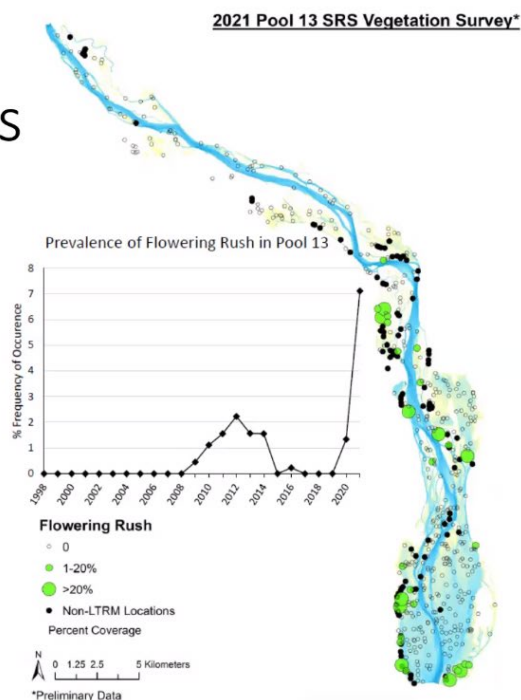 2021 Pool 13 SRS Vegetation Survey*
s
Prevalence of Flowering Rush in Pool 13
% Frequency of Occurence
8
7
6
5
4
3
2
1
0
1998
2000
2002
2004
2006
2008
2010
2012
2014
2016
2018
2020
Flowering Rush
0
1-20%
>20%
Non-LTRM Locations
Percent Coverage
N
0 1.25 2.5 5 Kilometers
*Preliminary Data